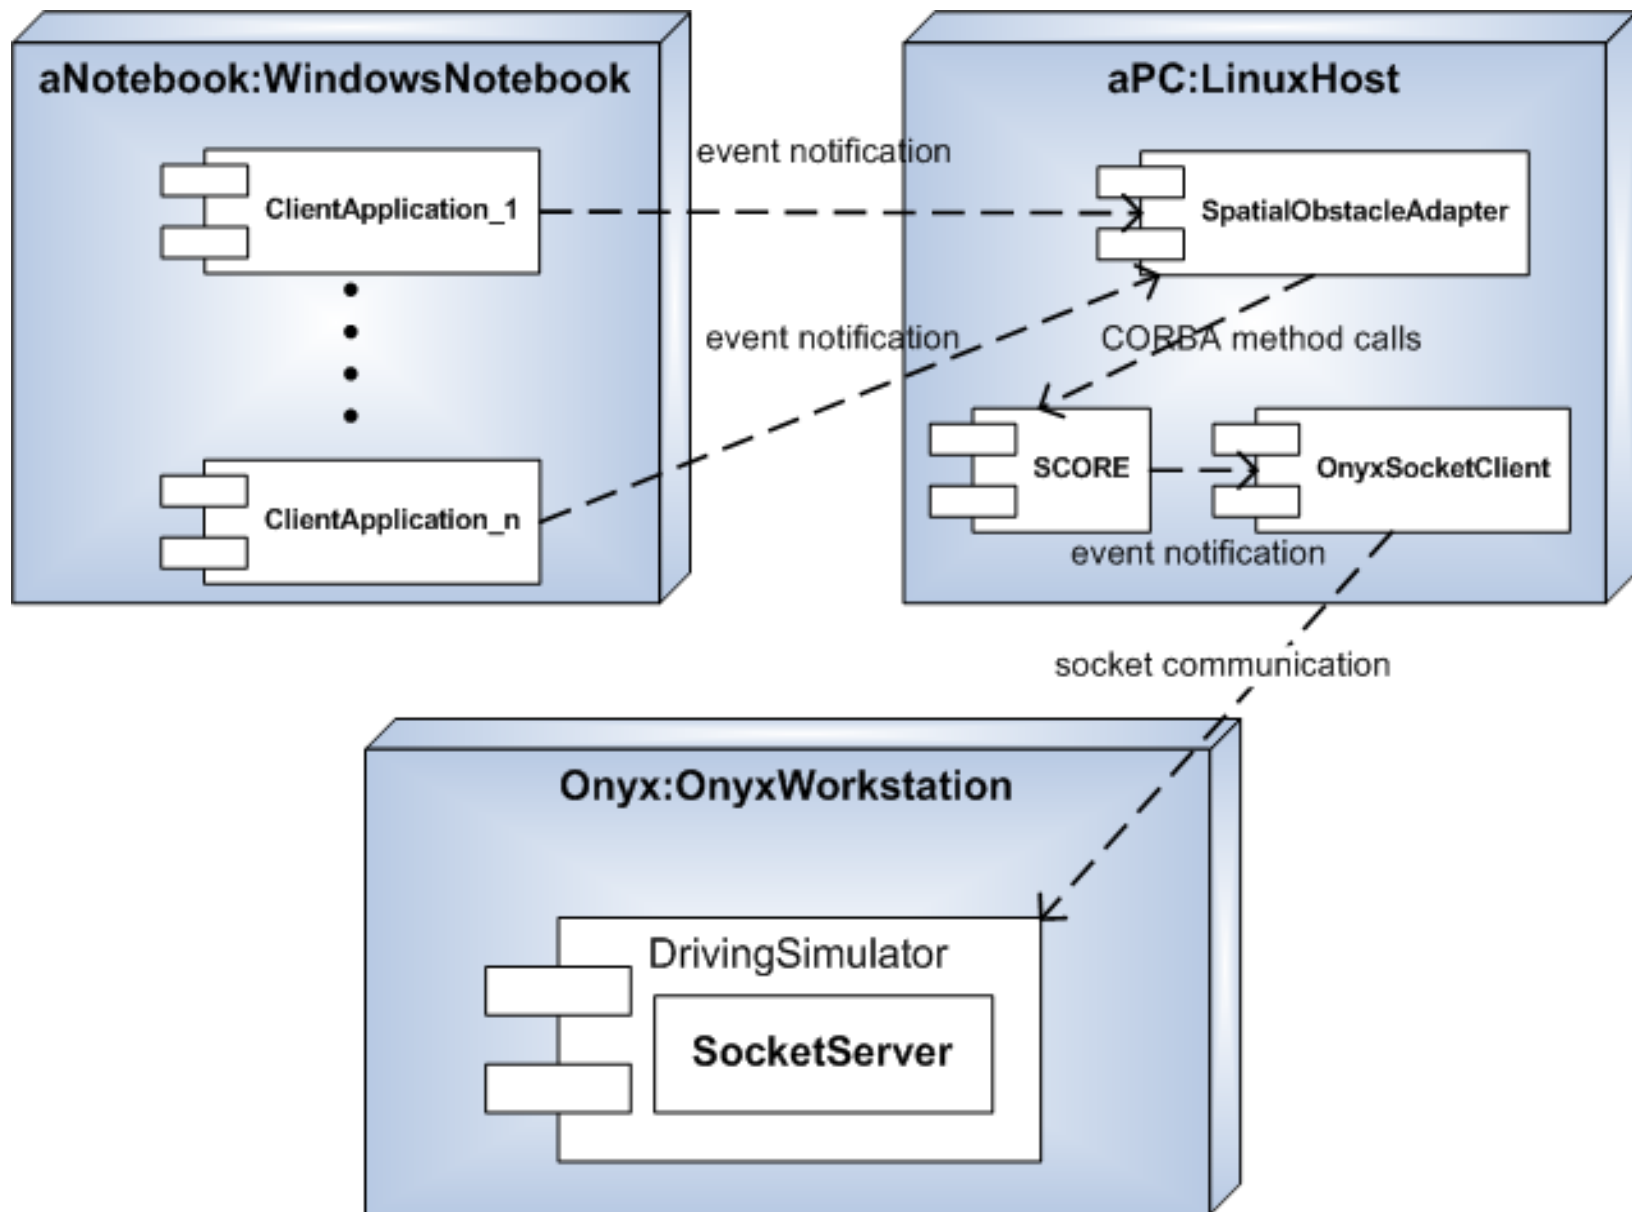 aNotebook:WindowsNotebook
ClientApplication_1
ClientApplication_n
event notification
event notification
aPC:LinuxHost
SpatialObstacleAdapter
CORBA method calls
SCORE
OnyxSocketClient
event notification
socket communication
Onyx:OnyxWorkstation
DrivingSimulator
SocketServer